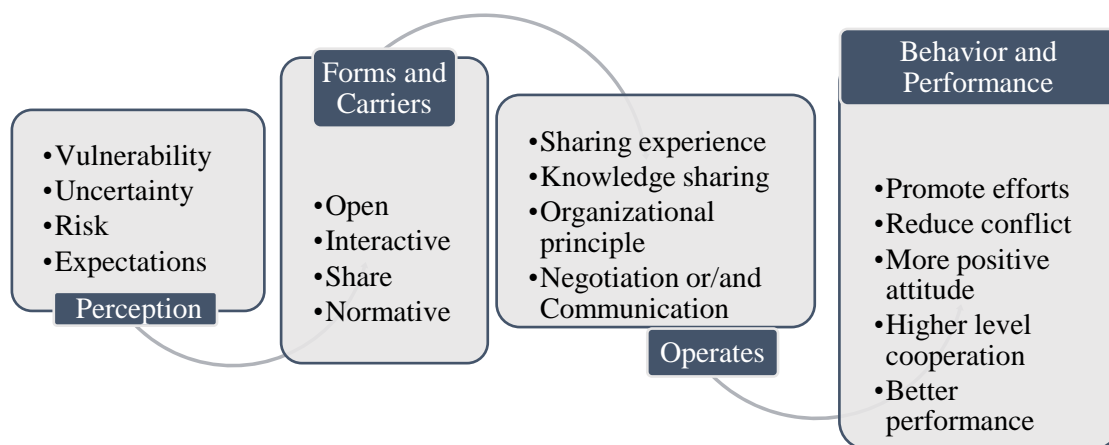 •Vulnerability
•Uncertainty
•Risk
•Expectations
Perception
Forms and
Carriers
•Open
•Interactive
•Share
•Normative
•Sharing experience
•Knowledge sharing
•Organizational
principle
•Negotiation or/and
Communication
Operates
Behavior and
Performance
•Promote efforts
•Reduce conflict
•More positive
attitude
•Higher level
cooperation
•Better
performance